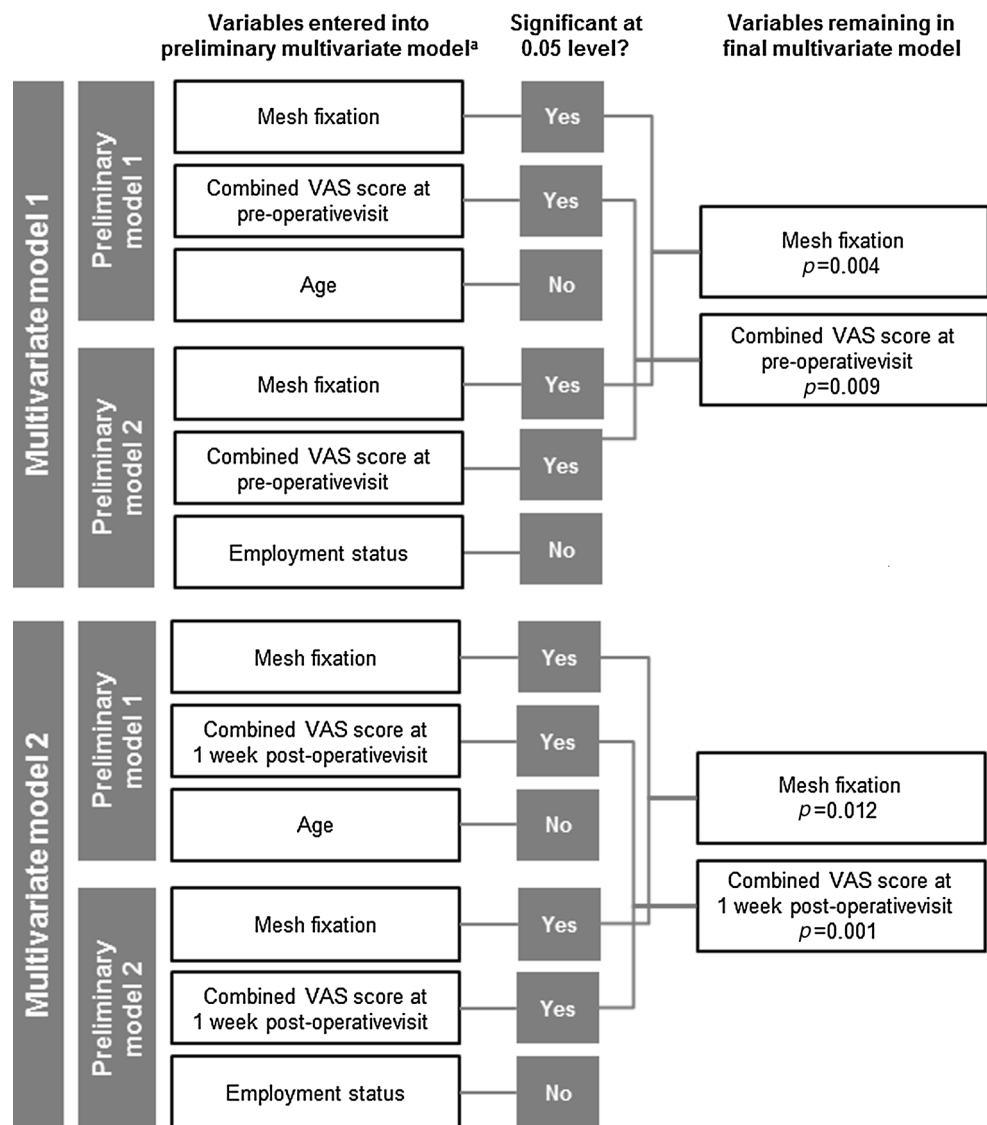 Variables entered into
preliminary multivariate modelª
Significant at
0.05 level?
Variables remaining in
final multivariate model
Multivariate model 1
Preliminary
model 1
Mesh fixation
Yes
Combined VAS score at
pre-operativevisit
Yes
Age
No
Preliminary
model 2
Mesh fixation
Yes
Combined VAS score at
pre-operativevisit
Yes
Employment status
No
Mesh fixation
p=0.004
Combined VAS score at
pre-operativevisit
p=0.009
Multivariate model 2
Preliminary
model 1
Mesh fixation
Yes
Combined VAS score at
1 week post-operativevisit
Yes
Age
No
Preliminary
model 2
Mesh fixation
Yes
Combined VAS score at
1 week post-operativevisit
Yes
Employment status
No
Mesh fixation
p=0.012
Combined VAS score at
1 week post-operativevisit
p=0.001